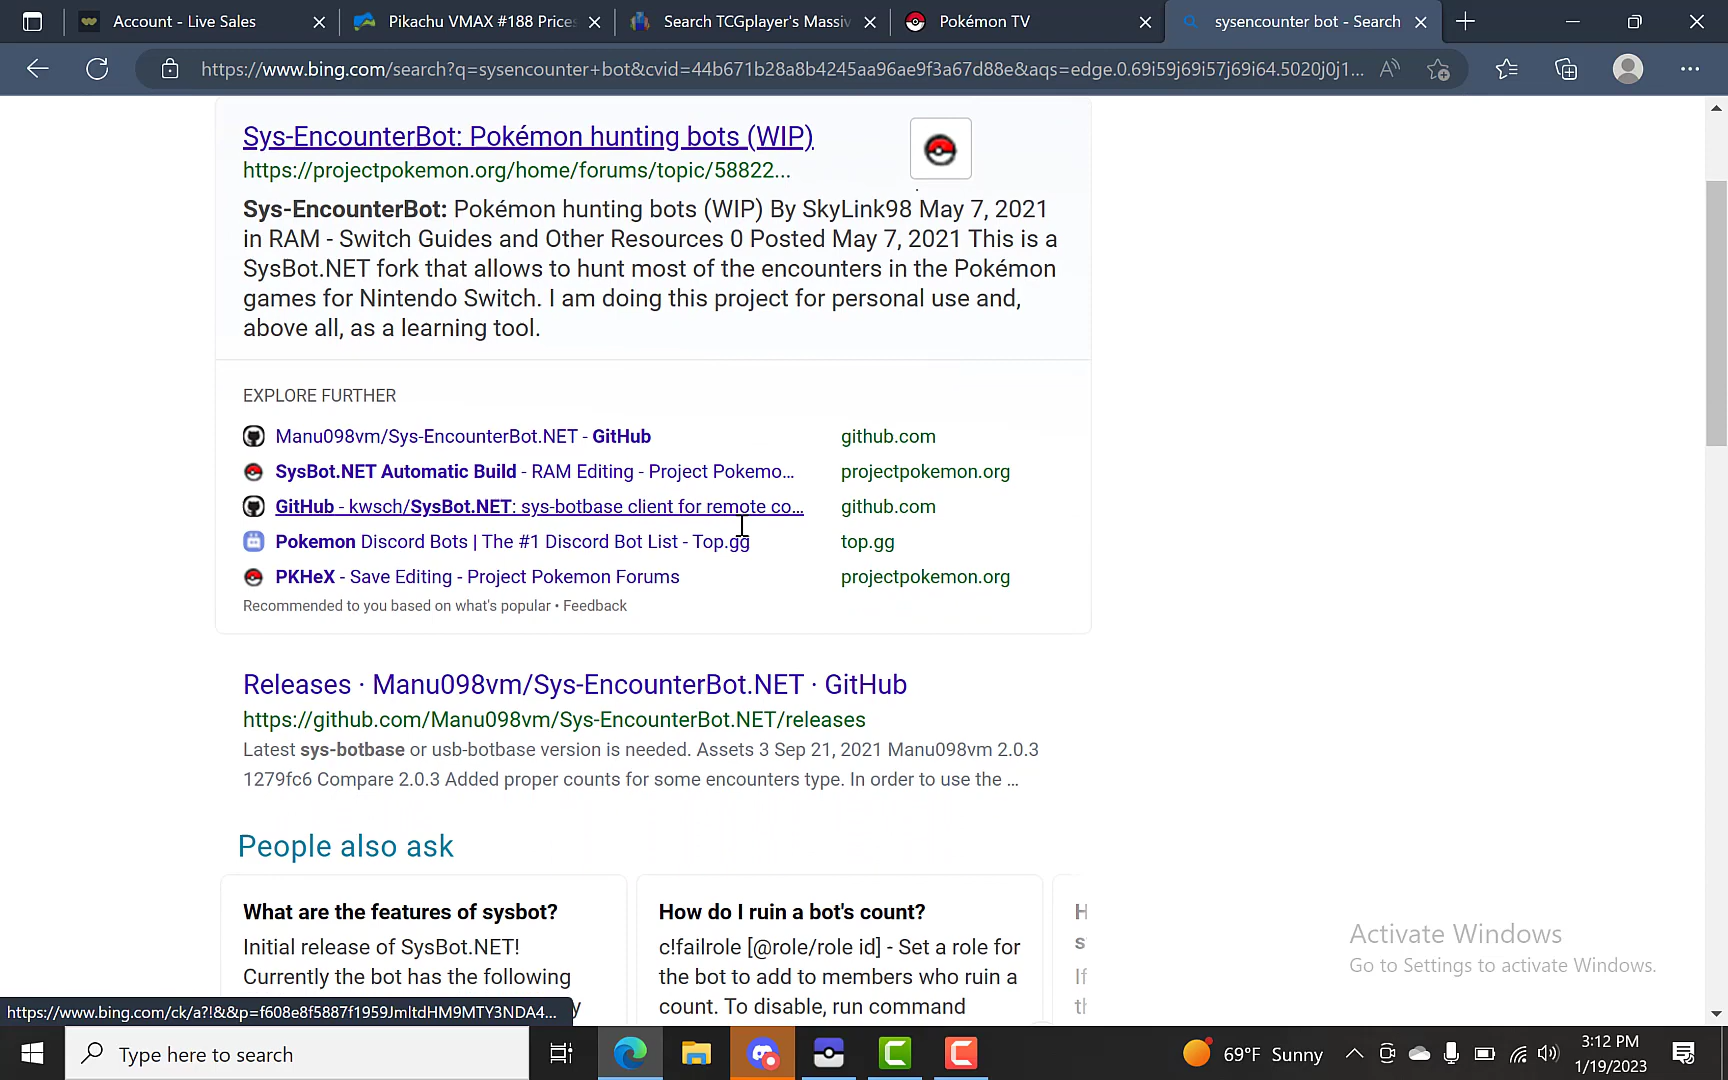 Account - Live Sales
Pikachu VMAX #188 Prices
Search TCGplayer's Massiv
Pokémon TV
sysencounter bot - Search
https://www.bing.com/search?q=sysencounter+bot&cvid=44b671b28a8b4245aa96ae9f3a67d88e&aqs=edge.0.69i59j69i57j69i64.5020j0j1...
Sys-EncounterBot: Pokémon hunting bots (WIP)
https://projectpokemon.org/home/forums/topic/58822...
Sys-EncounterBot: Pokémon hunting bots (WIP) By SkyLink98 May 7, 2021
in RAM - Switch Guides and Other Resources 0 Posted May 7, 2021 This is a
SysBot.NET fork that allows to hunt most of the encounters in the Pokémon
games for Nintendo Switch. I am doing this project for personal use and,
above all, as a learning tool.
EXPLORE FURTHER
Manu098vm/Sys-EncounterBot.NET - GitHub github.com
SysBot.NET Automatic Build - RAM Editing - Project Pokemo... projectpokemon.org
GitHub - kwsch/SysBot.NET: sys-botbase client for remote co... github.com
Pokemon Discord Bots | The #1 Discord Bot List - Top.gg top.gg
PKHeX - Save Editing - Project Pokemon Forums projectpokemon.org
Recommended to you based on what's popular • Feedback
Releases · Manu098vm/Sys-EncounterBot.NET · GitHub
https://github.com/Manu098vm/Sys-EncounterBot.NET/releases
Latest sys-botbase or usb-botbase version is needed. Assets 3 Sep 21, 2021 Manu098vm 2.0.3
1279fc6 Compare 2.0.3 Added proper counts for some encounters type. In order to use the ...
People also ask
What are the features of sysbot?
Initial release of SysBot.NET!
Currently the bot has the following
How do I ruin a bot's count?
c!failrole [@role/role id] - Set a role for
the bot to add to members who ruin a
count. To disable, run command
H
s
If
th
Activate Windows
Go to Settings to activate Windows.
https://www.bing.com/ck/a?!&&p=f608e8f5887f1959JmltdHM9MTY3NDA4...
y
Type here to search
69°F Sunny
3:12 PM
1/19/2023